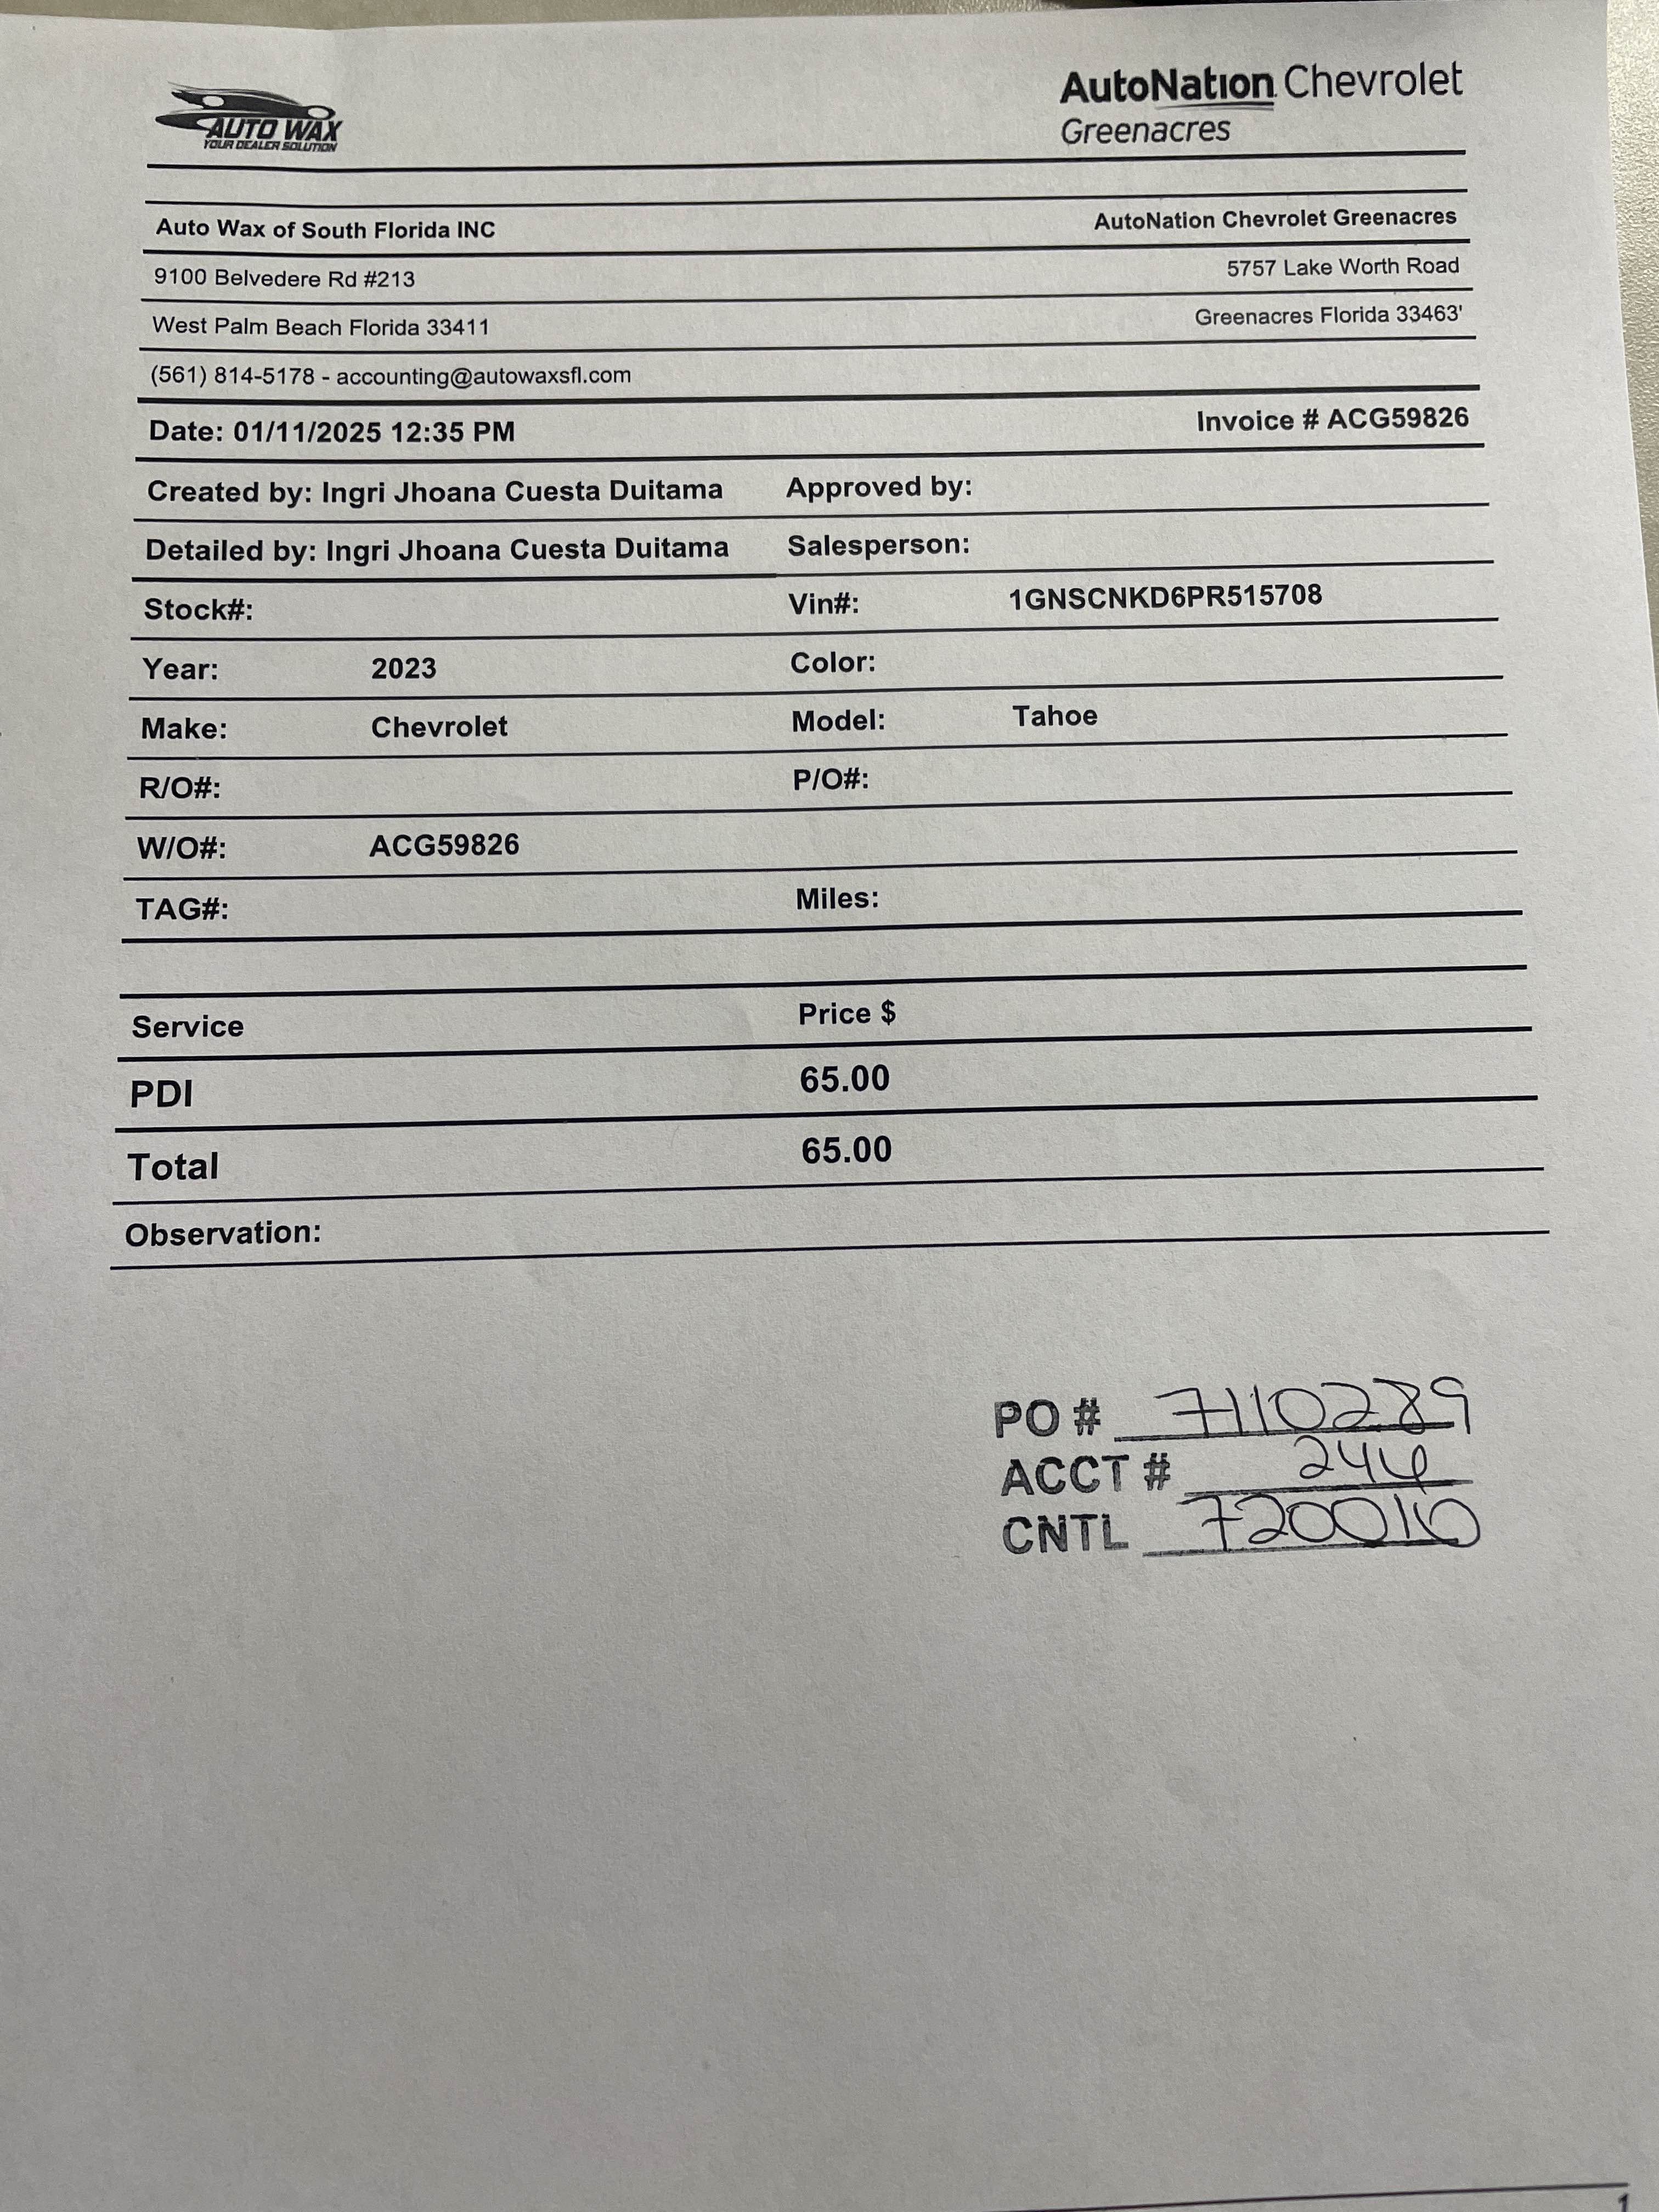 AUTO WAX
YOUR DEALER SOLUTION
AutoNation Chevrolet
Greenacres
Auto Wax of South Florida INC AutoNation Chevrolet Greenacres
9100 Belvedere Rd #213 5757 Lake Worth Road
West Palm Beach Florida 33411 Greenacres Florida 33463'
(561) 814-5178 - accounting@autowaxsfl.com
Date: 01/11/2025 12:35 PM Invoice # ACG59826
Created by: Ingri Jhoana Cuesta Duitama Approved by:
Detailed by: Ingri Jhoana Cuesta Duitama Salesperson:
Stock#: Vin#: 1GNSCNKD6PR515708
Year: 2023 Color:
Make: Chevrolet Model: Tahoe
R/O#: P/O#:
W/O#: ACG59826
TAG#: Miles:
Service Price $
PDI 65.00
Total 65.00
Observation:
PO # 7110289
ACCT #
CNTL
1